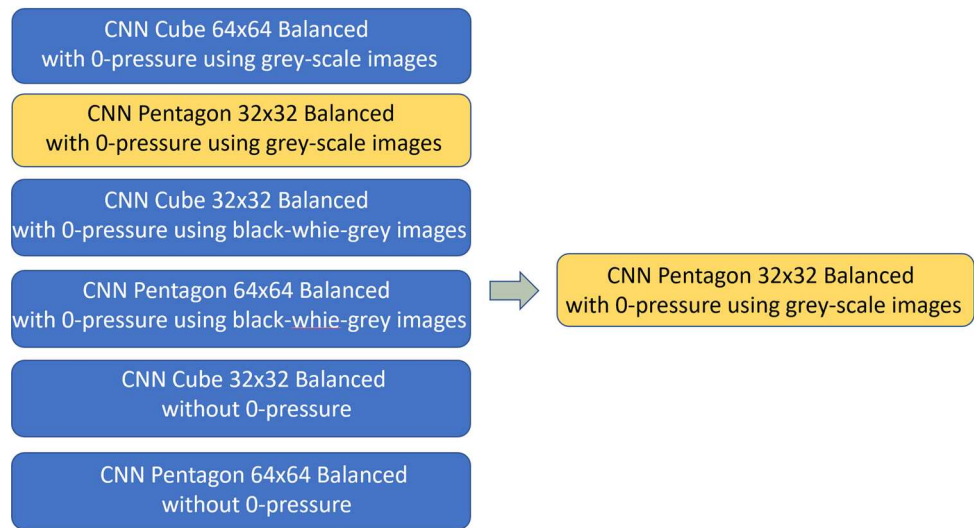 CNN Cube 64x64 Balanced
with 0-pressure using grey-scale images
CNN Pentagon 32x32 Balanced
with 0-pressure using grey-scale images
CNN Cube 32x32 Balanced
with 0-pressure using black-whie-grey images
CNN Pentagon 64x64 Balanced
with 0-pressure using black-whie-grey images
CNN Cube 32x32 Balanced
without 0-pressure
CNN Pentagon 64x64 Balanced
without 0-pressure
CNN Pentagon 32x32 Balanced
with 0-pressure using grey-scale images